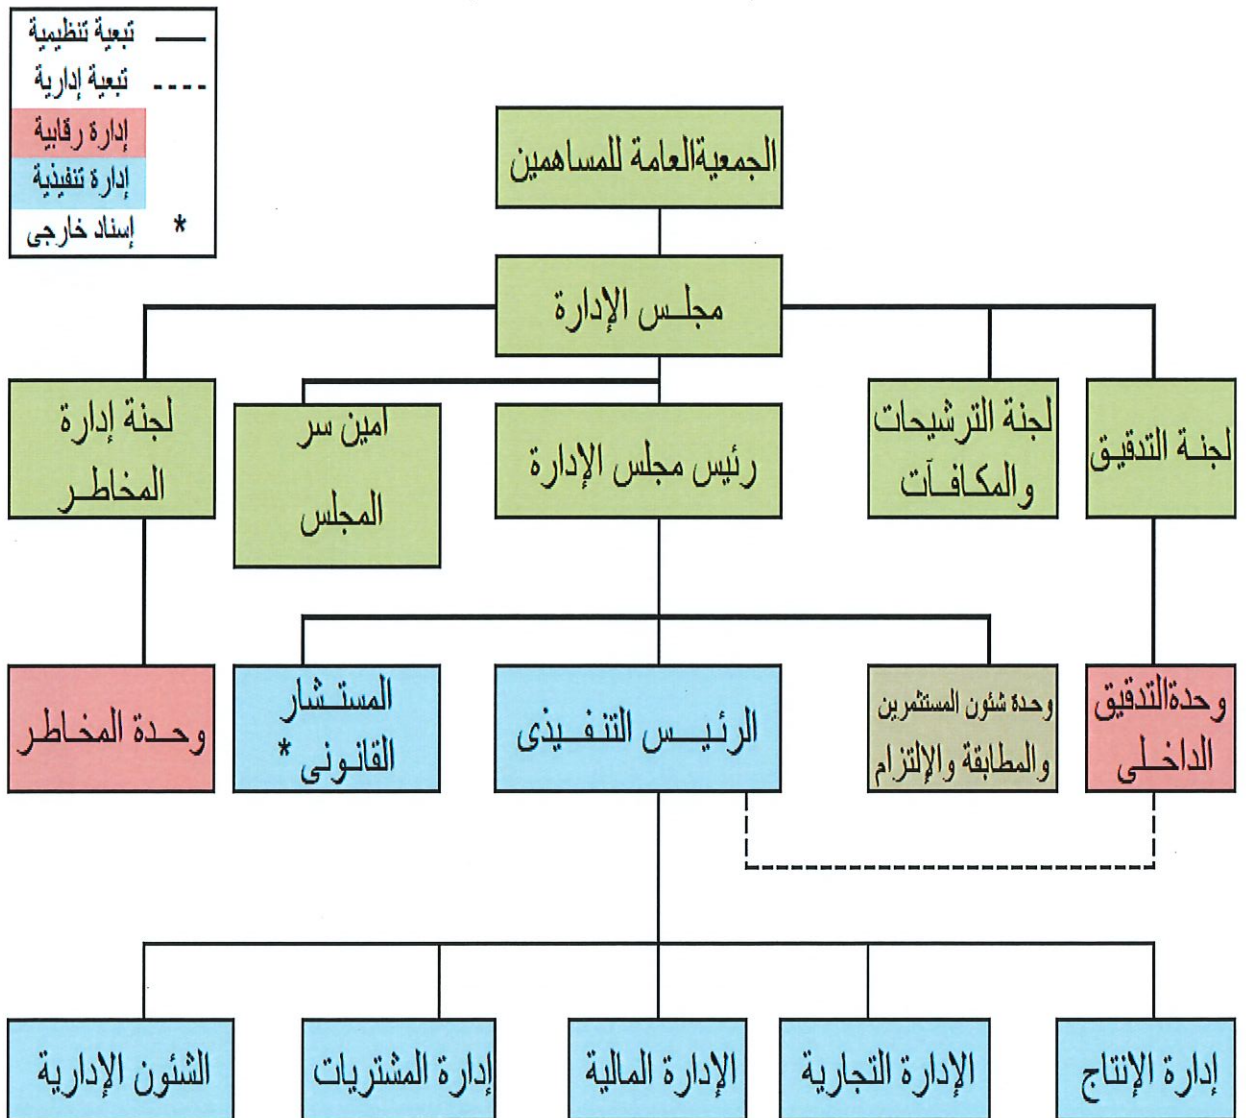 تبعية تنظيمية
تبعية إدارية
إدارة رقابية
إدارة تنفيذية
* إسناد خارجى
الجمعيةالعامة للمساهمين
مجلس الإدارة
لجنة التدقيق
لجنة الترشيحات
والمكافآت
رئيس مجلس الإدارة
امين سر
المجلس
لجنة إدارة
المخاطر
وحدةالتدقيق
الداخلى
وحدة شئون المستثمرين
والمطابقة والإلتزام
الرئيس التنفيذى
المستشار
القانونى *
وحدة المخاطر
إدارة الإنتاج
الإدارة التجارية
الإدارة المالية
إدارة المشتريات
الشئون الإدارية